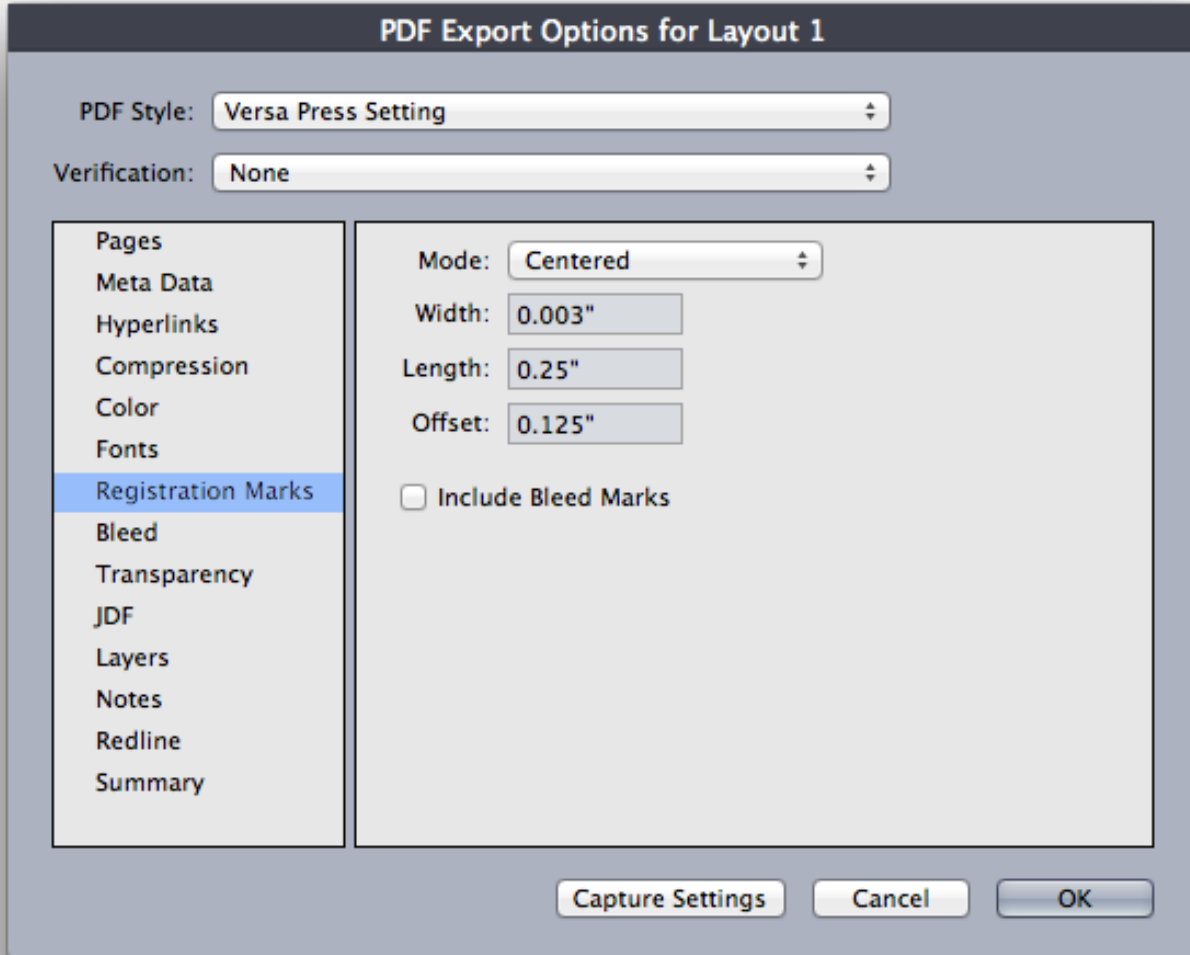 PDF Export Options for Layout 1
PDF Style: Versa Press Setting
Verification: None
Pages
Meta Data
Hyperlinks
Compression
Color
Fonts
Registration Marks
Bleed
Transparency
JDF
Layers
Notes
Redline
Summary
Mode: Centered
Width: 0.003"
Length: 0.25"
Offset: 0.125"
Include Bleed Marks
Capture Settings Cancel OK